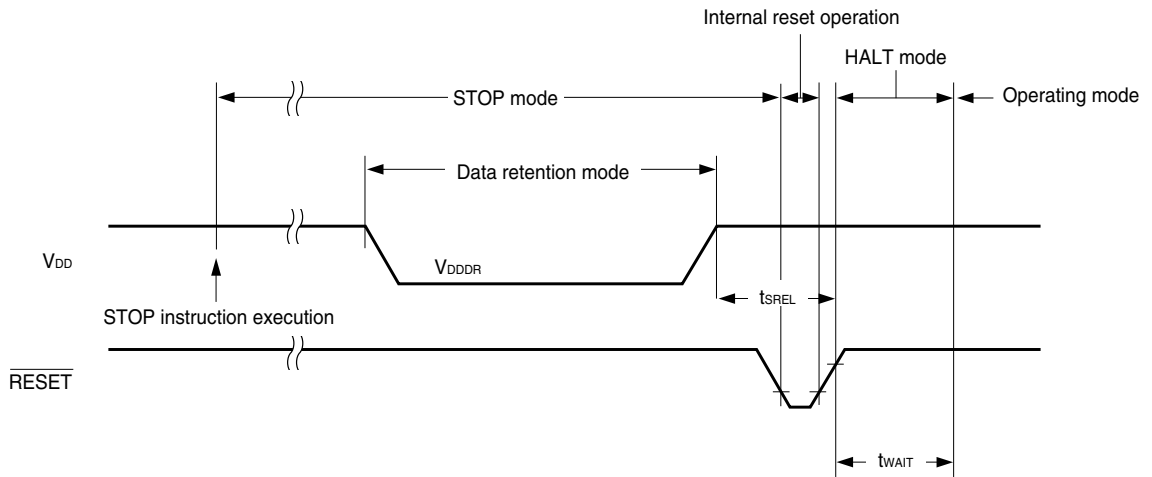 Internal reset operation
HALT mode
STOP mode
Operating mode
Data retention mode
VDD
VDDDR
tSREL
STOP instruction execution
RESET
tWAIT